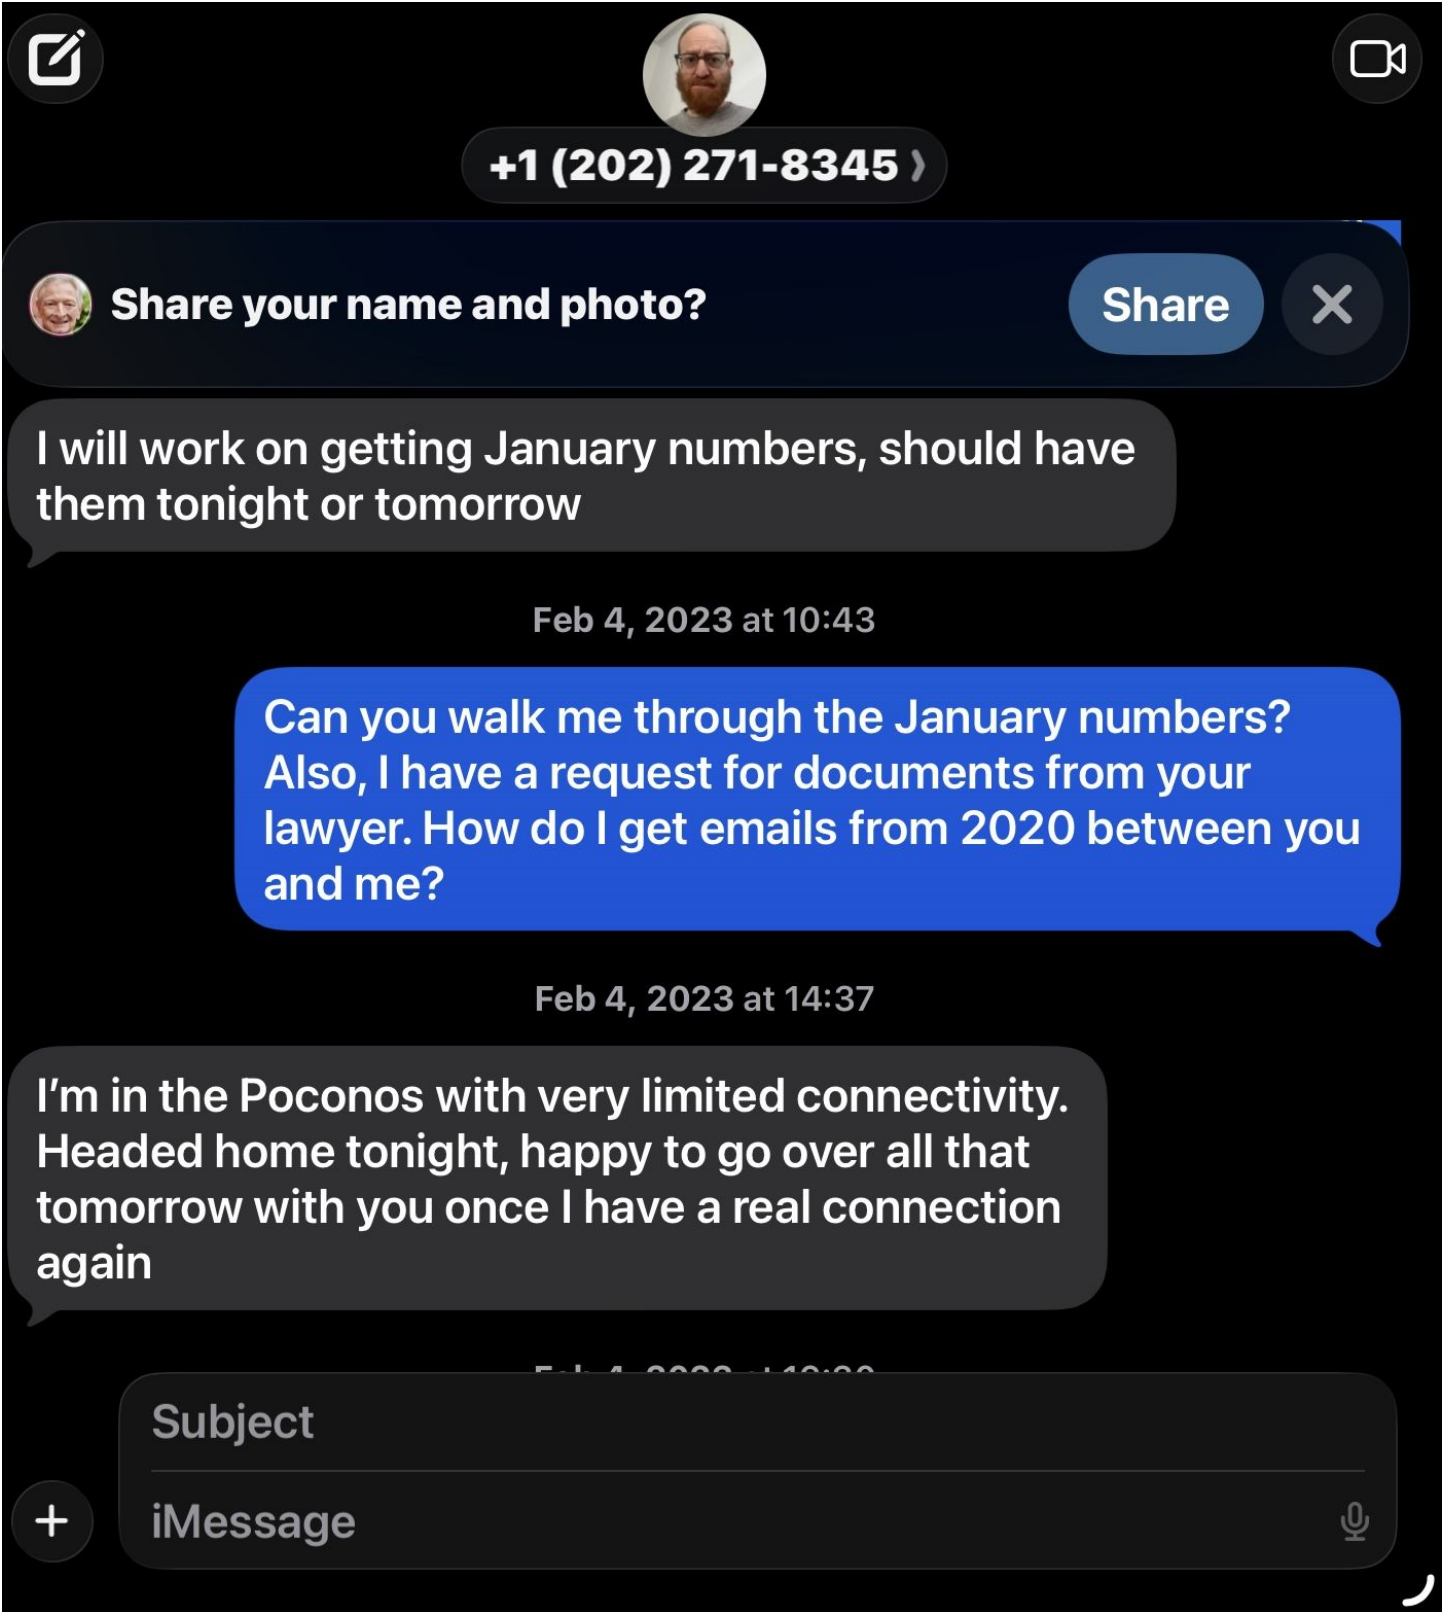 +1 (202) 271-8345
Share your name and photo?
Share
I will work on getting January numbers, should have
them tonight or tomorrow
Feb 4, 2023 at 10:43
Can you walk me through the January numbers?
Also, I have a request for documents from your
lawyer. How do I get emails from 2020 between you
and me?
Feb 4, 2023 at 14:37
I’m in the Poconos with very limited connectivity.
Headed home tonight, happy to go over all that
tomorrow with you once I have a real connection
again
Feb 4, 2023 at
Subject
iMessage